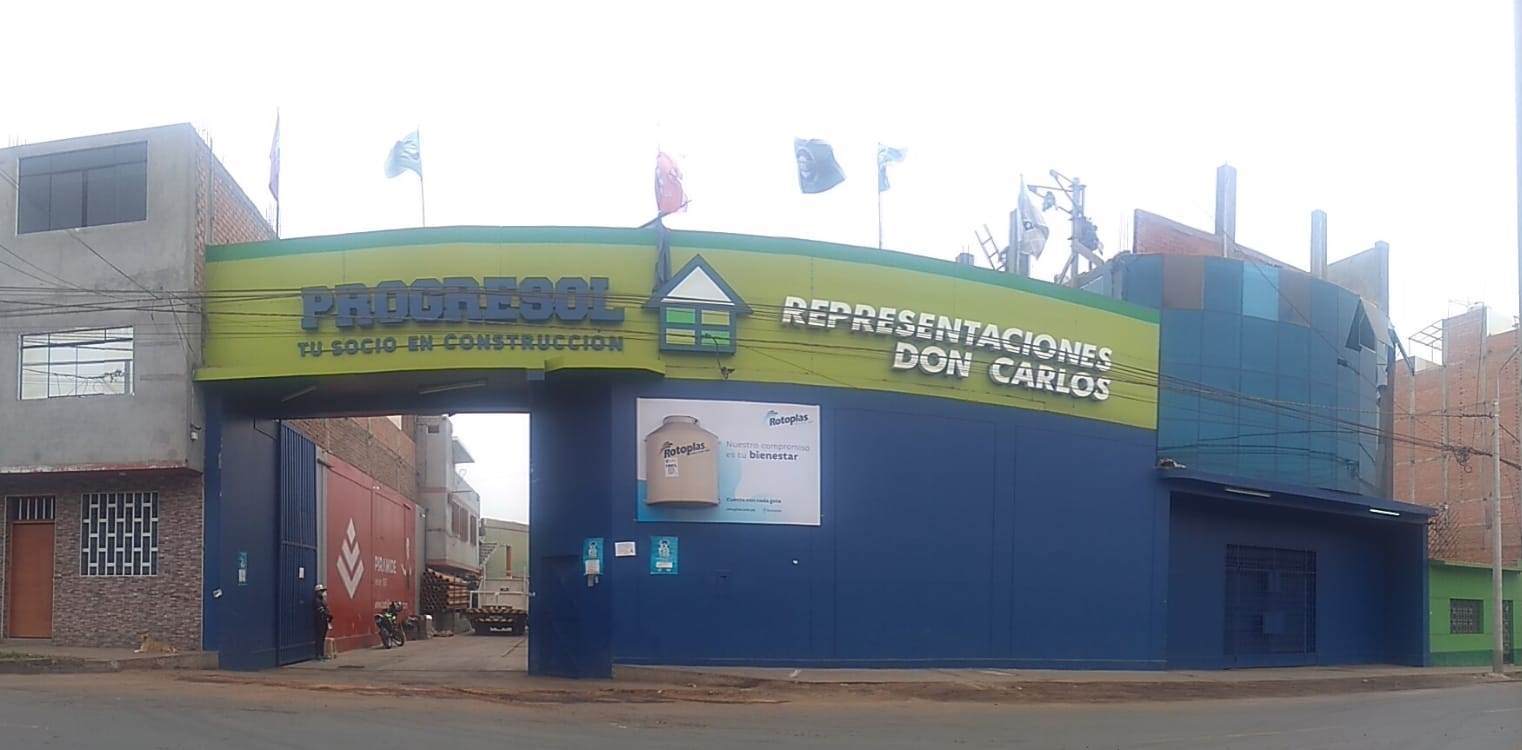 PROGRESOL
TU SOCIO EN CONSTRUCCION
REPRESENTACIONES
DON CARLOS
Rotoplas
Rotoplas
Nuestro compromiso
es tu bienestar